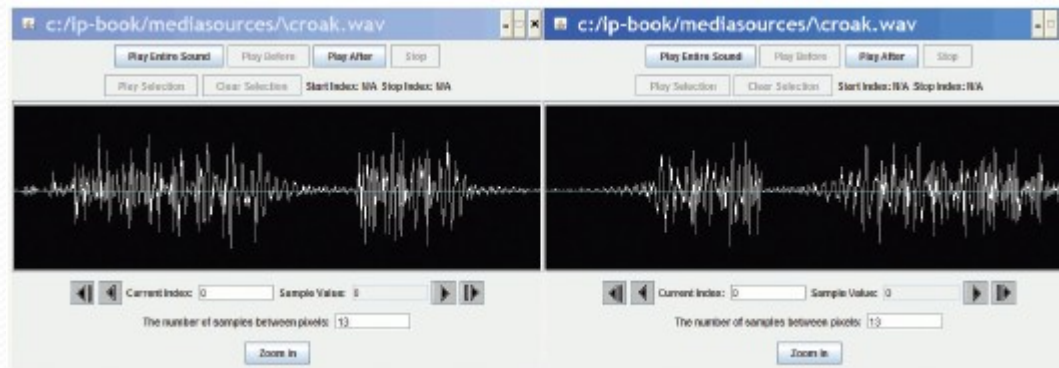 c:/ip-book/mediasources/\croak.wav
Play Entire Sound Play Before Play After Stop
Play Selection Clear Selection Start Index: N/A Stop Index: N/A
Current Index: 0 Sample Value: 0
The number of samples between pixels: 13
Zoom In
c:/ip-book/mediasources/\croak.wav
Play Entire Sound Play Before Play After Stop
Play Selection Clear Selection Start Index: N/A Stop Index: N/A
Current Index: 0 Sample Value: 0
The number of samples between pixels: 13
Zoom In